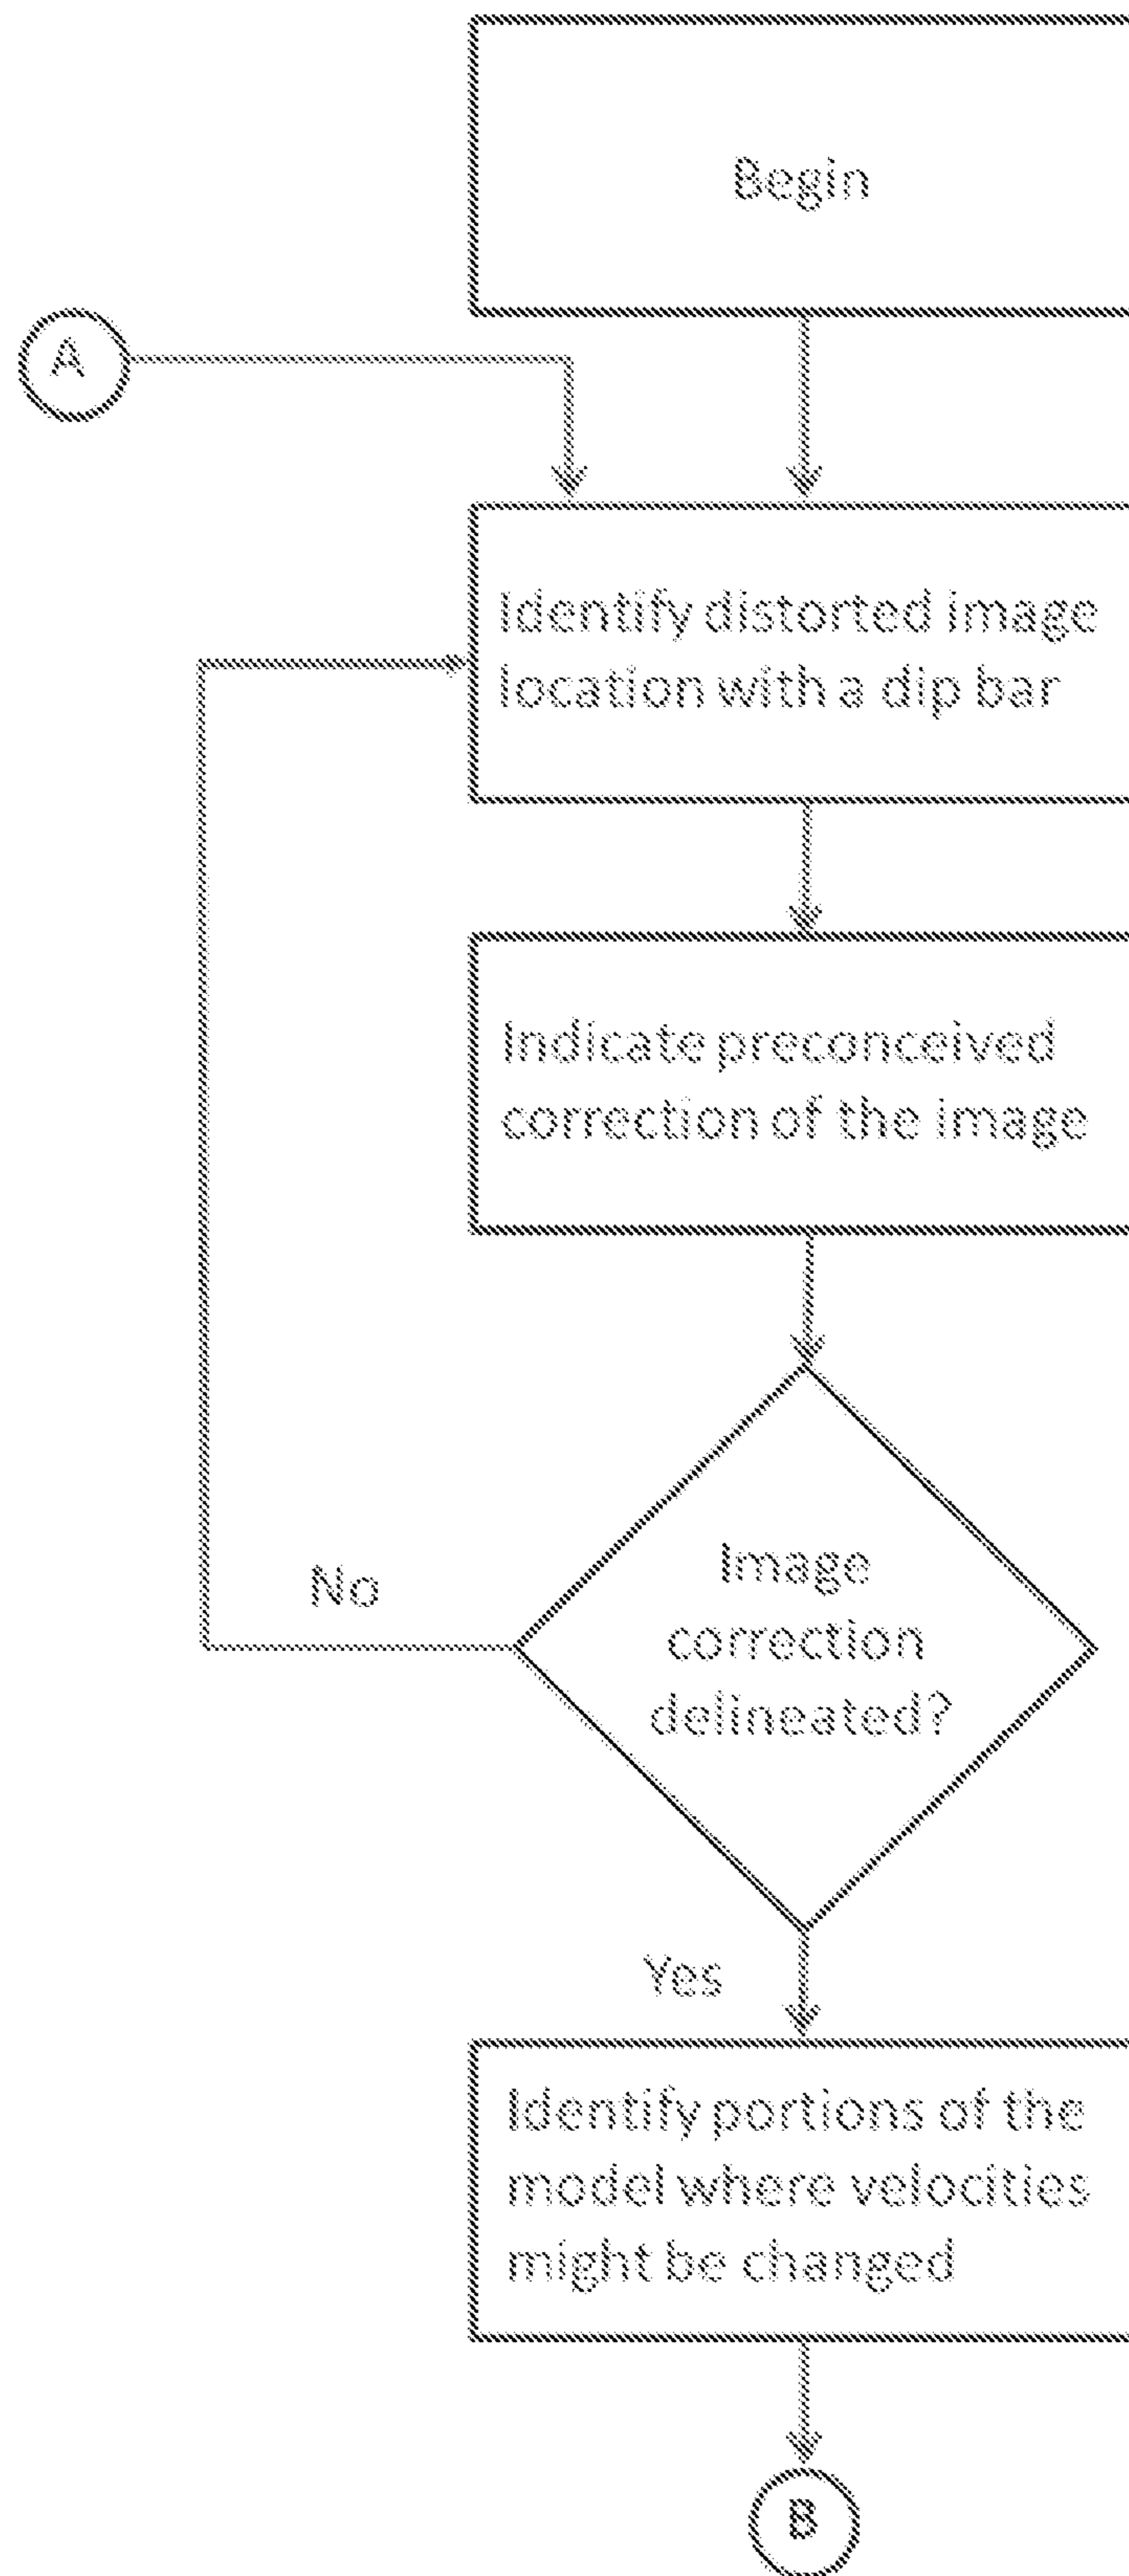 Begin
A
Identify distorted image
location with a dip bar
Indicate preconceived
correction of the image
Image
correction
delineated?
No
Yes
Identify portions of the
model where velocities
might be changed
B